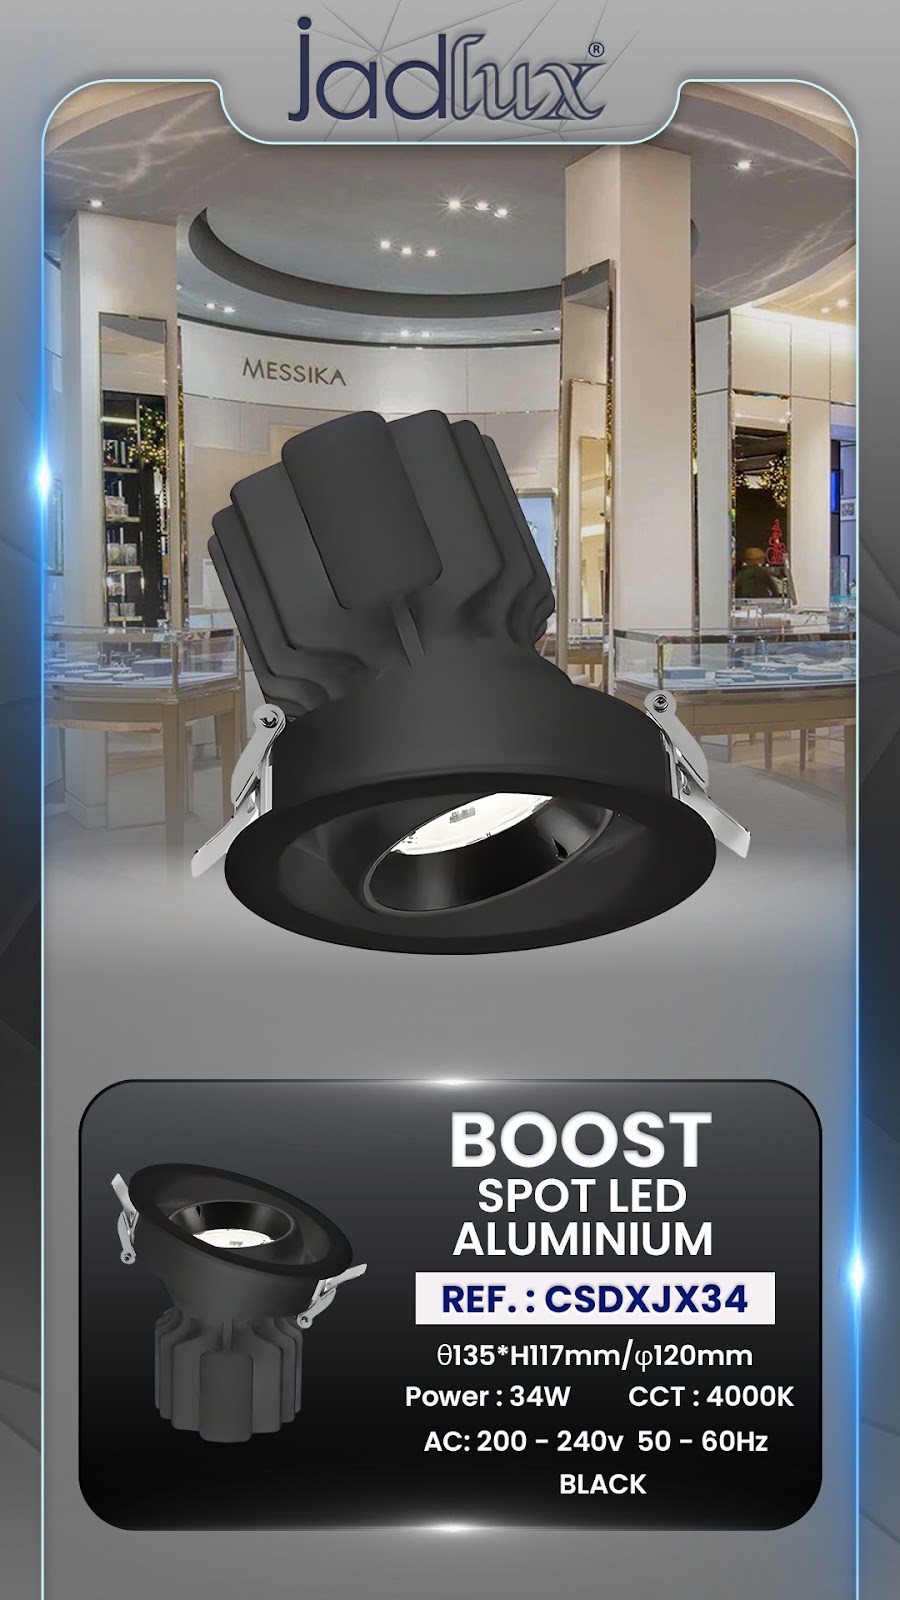 jadlux®
MESSIKA
BOOST
SPOT LED
ALUMINIUM
REF. : CSDXJX34
θ135*H117mm/φ120mm
Power : 34W CCT : 4000K
AC: 200 - 240v 50 - 60Hz
BLACK